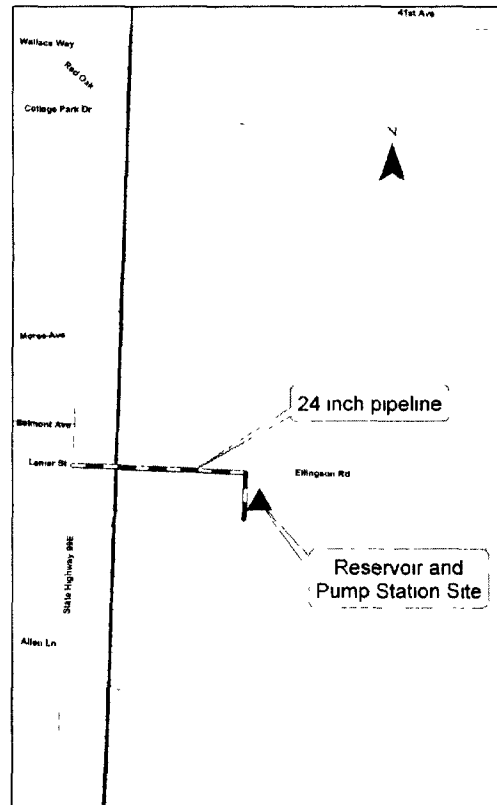 41st Ave
Wallace Way
Red Oak
Cottage Park Dr
Moree Ave
24 inch pipeline
Belmont Ave
Lanier St
Ellingson Rd
Reservoir and
Pump Station Site
State Highway 99E
Allen Ln